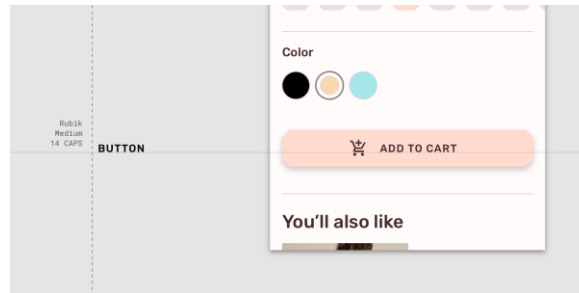 Color
Rubik
Medium
14 CAPS
BUTTON
ADD TO CART
You’ll also like